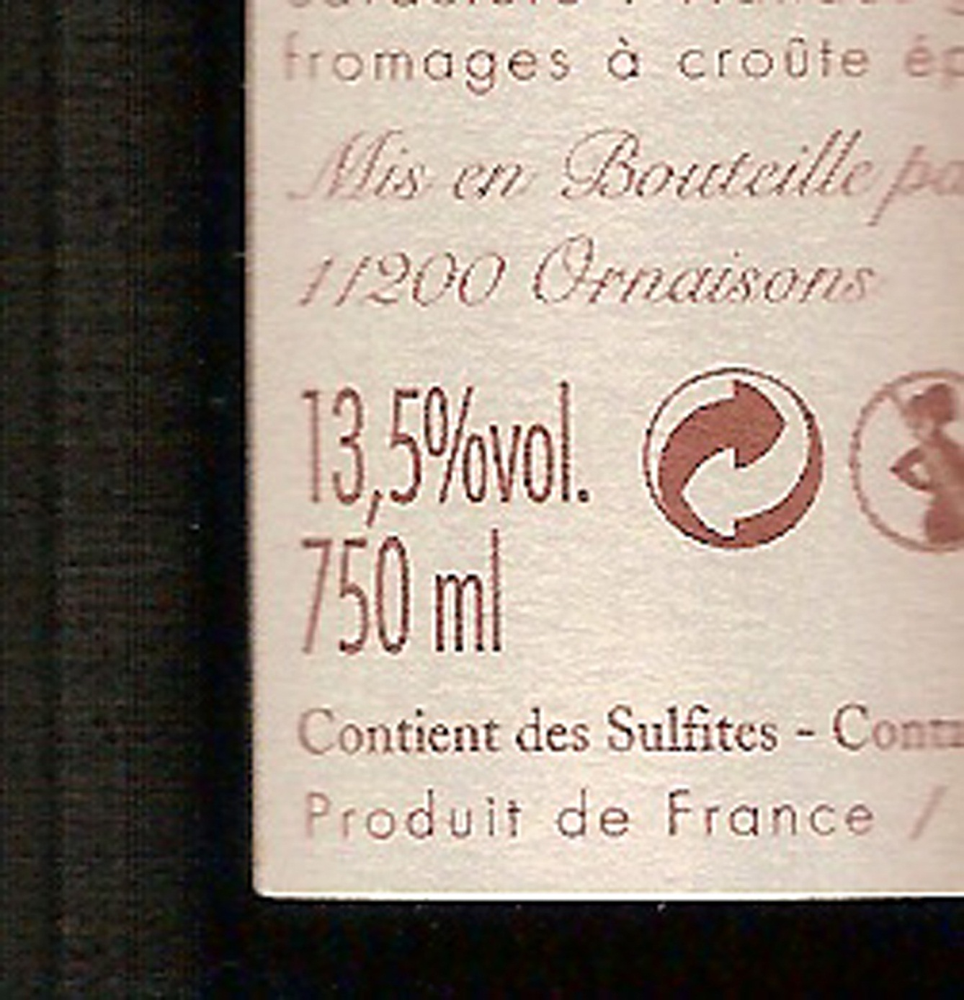 fromages à croûte
Mis en Bouteille
11200 Ornaisons
13,5%vol.
750 ml
Contient des Sulfites -
Produit de France /